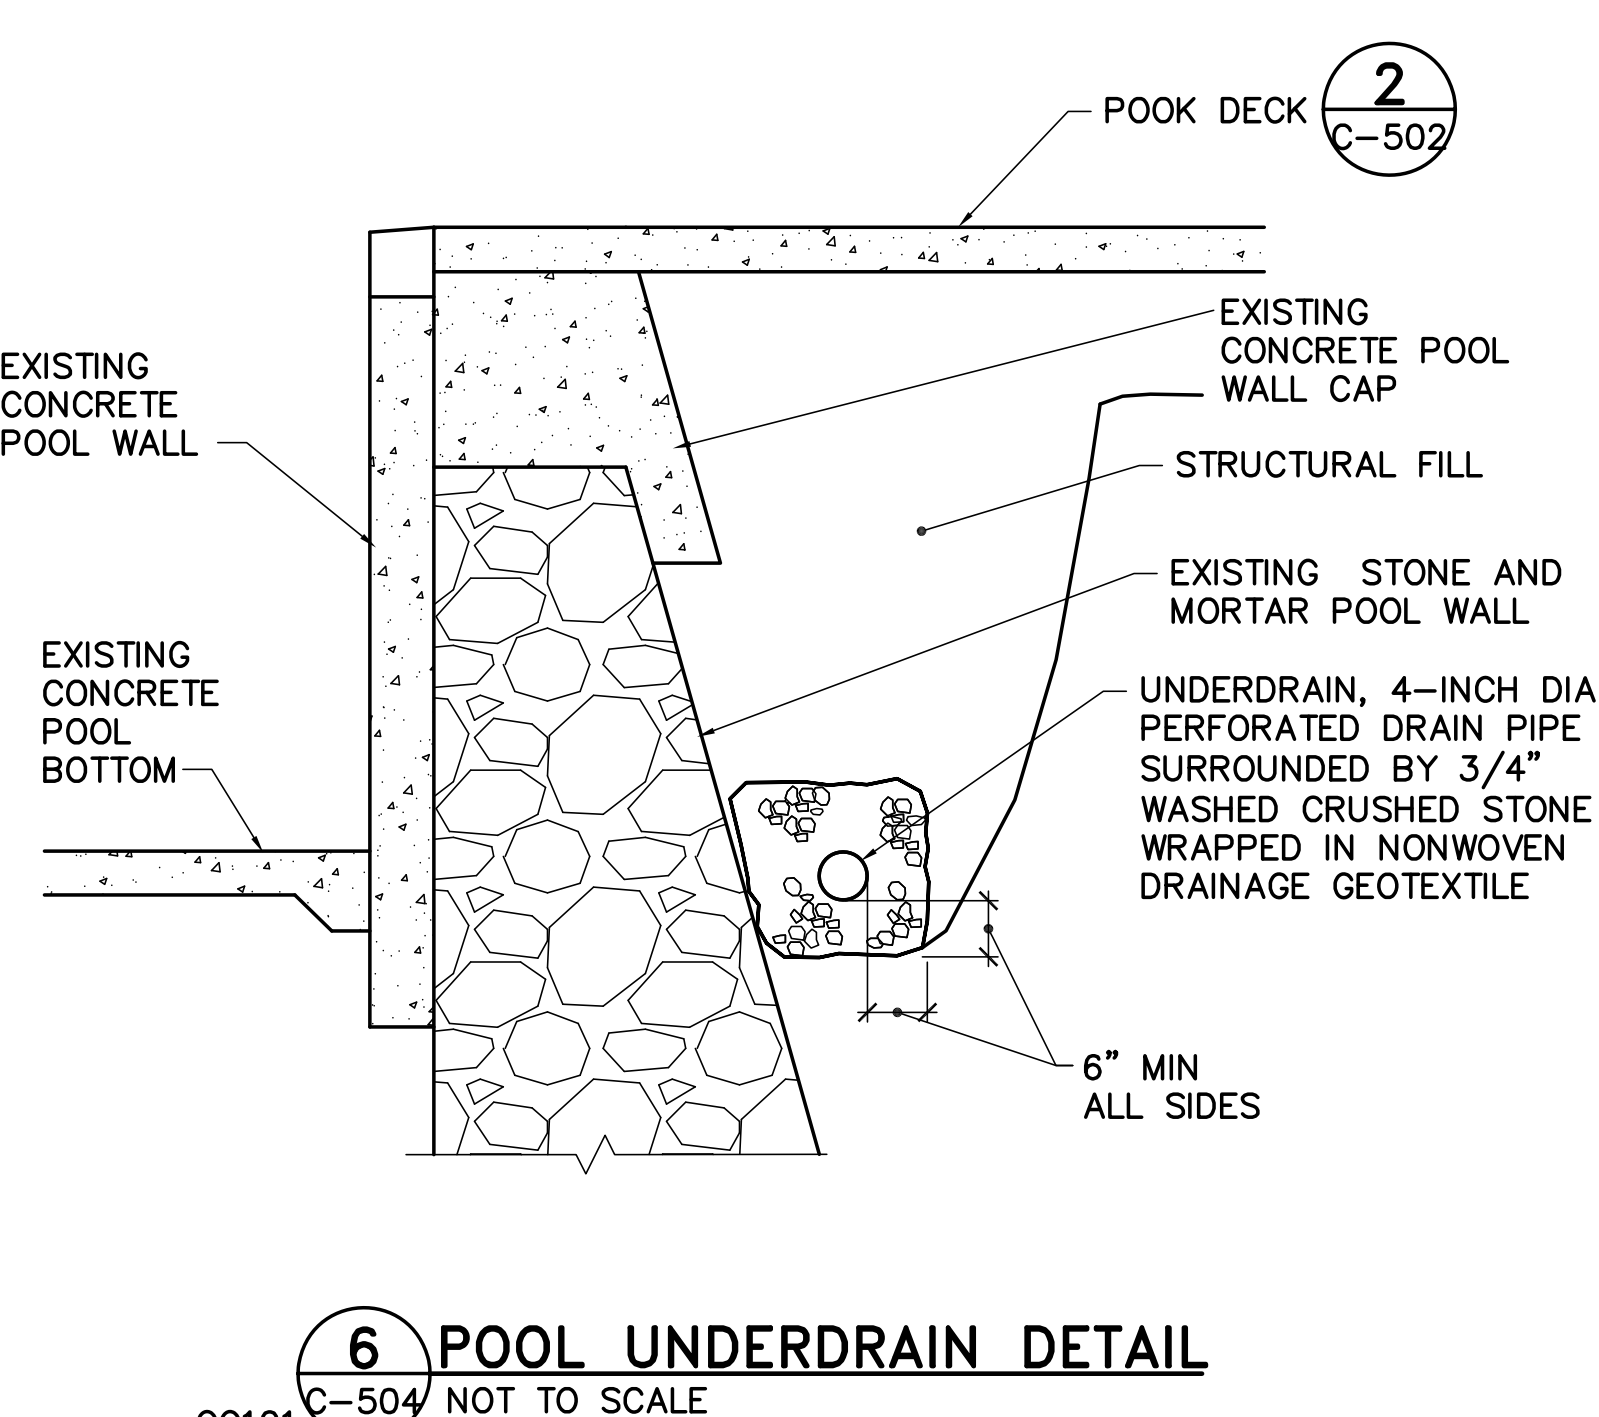 2
POOK DECK
C-502
EXISTING
CONCRETE POOL
WALL CAP
EXISTING
CONCRETE
POOL WALL
STRUCTURAL FILL
EXISTING STONE AND
MORTAR POOL WALL
EXISTING
CONCRETE
POOL
BOTTOM
UNDERDRAIN, 4-INCH DIA
PERFORATED DRAIN PIPE
SURROUNDED BY 3/4"
WASHED CRUSHED STONE
WRAPPED IN NONWOVEN
DRAINAGE GEOTEXTILE
6" MIN
ALL SIDES
6
POOL UNDERDRAIN DETAIL
C-504
NOT TO SCALE